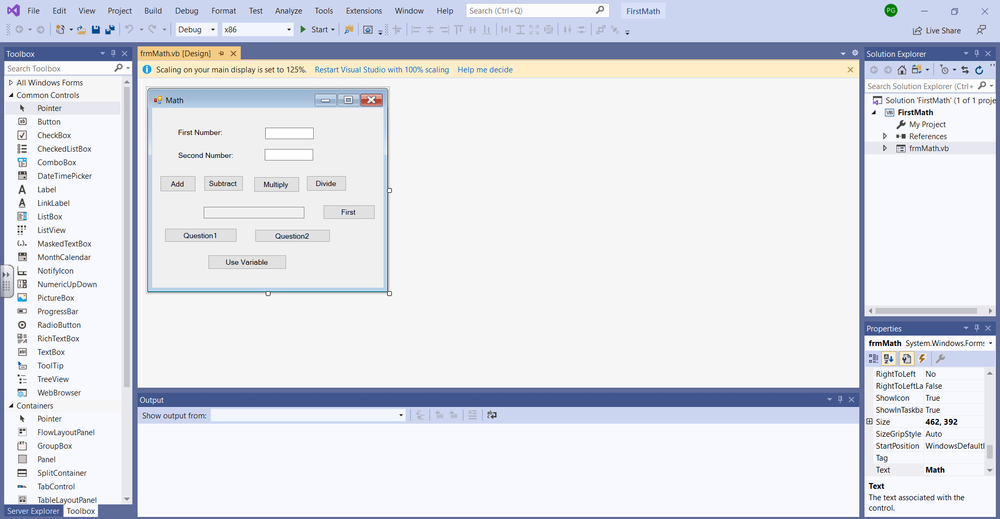 File Edit View Project Build Debug Format Test Analyze Tools Extensions Window Help Search (Ctrl+Q) FirstMath PG
Debug x86 Start Live Share
Toolbox
Search Toolbox
All Windows Forms
Common Controls
Pointer
Button
CheckBox
CheckedListBox
ComboBox
DateTimePicker
Label
LinkLabel
ListBox
ListView
MaskedTextBox
MonthCalendar
NotifyIcon
NumericUpDown
PictureBox
ProgressBar
RadioButton
RichTextBox
TextBox
ToolTip
TreeView
WebBrowser
Containers
Pointer
FlowLayoutPanel
GroupBox
Panel
SplitContainer
TabControl
TableLayoutPanel
Server Explorer Toolbox
frmMath.vb [Design]
Scaling on your main display is set to 125%. Restart Visual Studio with 100% scaling Help me decide
Math
First Number:
Second Number:
Add Subtract Multiply Divide
First
Question1 Question2
Use Variable
Output
Show output from:
Solution Explorer
Search Solution Explorer (Ctrl+
Solution 'FirstMath' (1 of 1 proje
VB FirstMath
My Project
References
frmMath.vb
Properties
frmMath System.Windows.Forms
RightToLeft No
RightToLeftLa False
ShowIcon True
ShowInTaskba True
Size 462, 392
SizeGripStyle Auto
StartPosition WindowsDefaultL
Tag
Text Math
Text
The text associated with the
control.